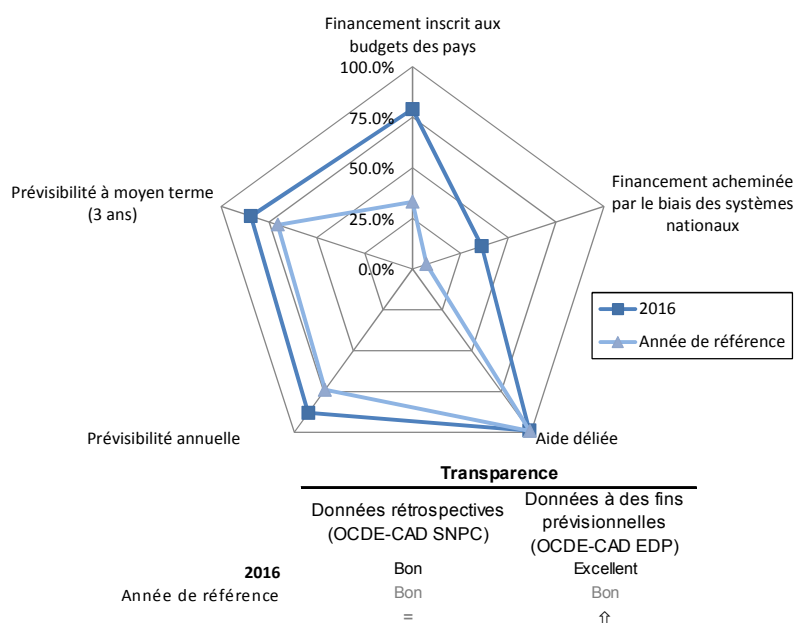 Financement inscrit aux
budgets des pays
100.0%
75.0%
50.0%
25.0%
0.0%
Prévisibilité à moyen terme
(3 ans)
Financement acheminée
par le biais des systèmes
nationaux
2016
Année de référence
Prévisibilité annuelle
Aide déliée
Transparence
Données rétrospectives
(OCDE-CAD SNPC)
Données à des fins
prévisionnelles
(OCDE-CAD EDP)
2016 Bon Excellent
Année de référence Bon Bon
= ⇧